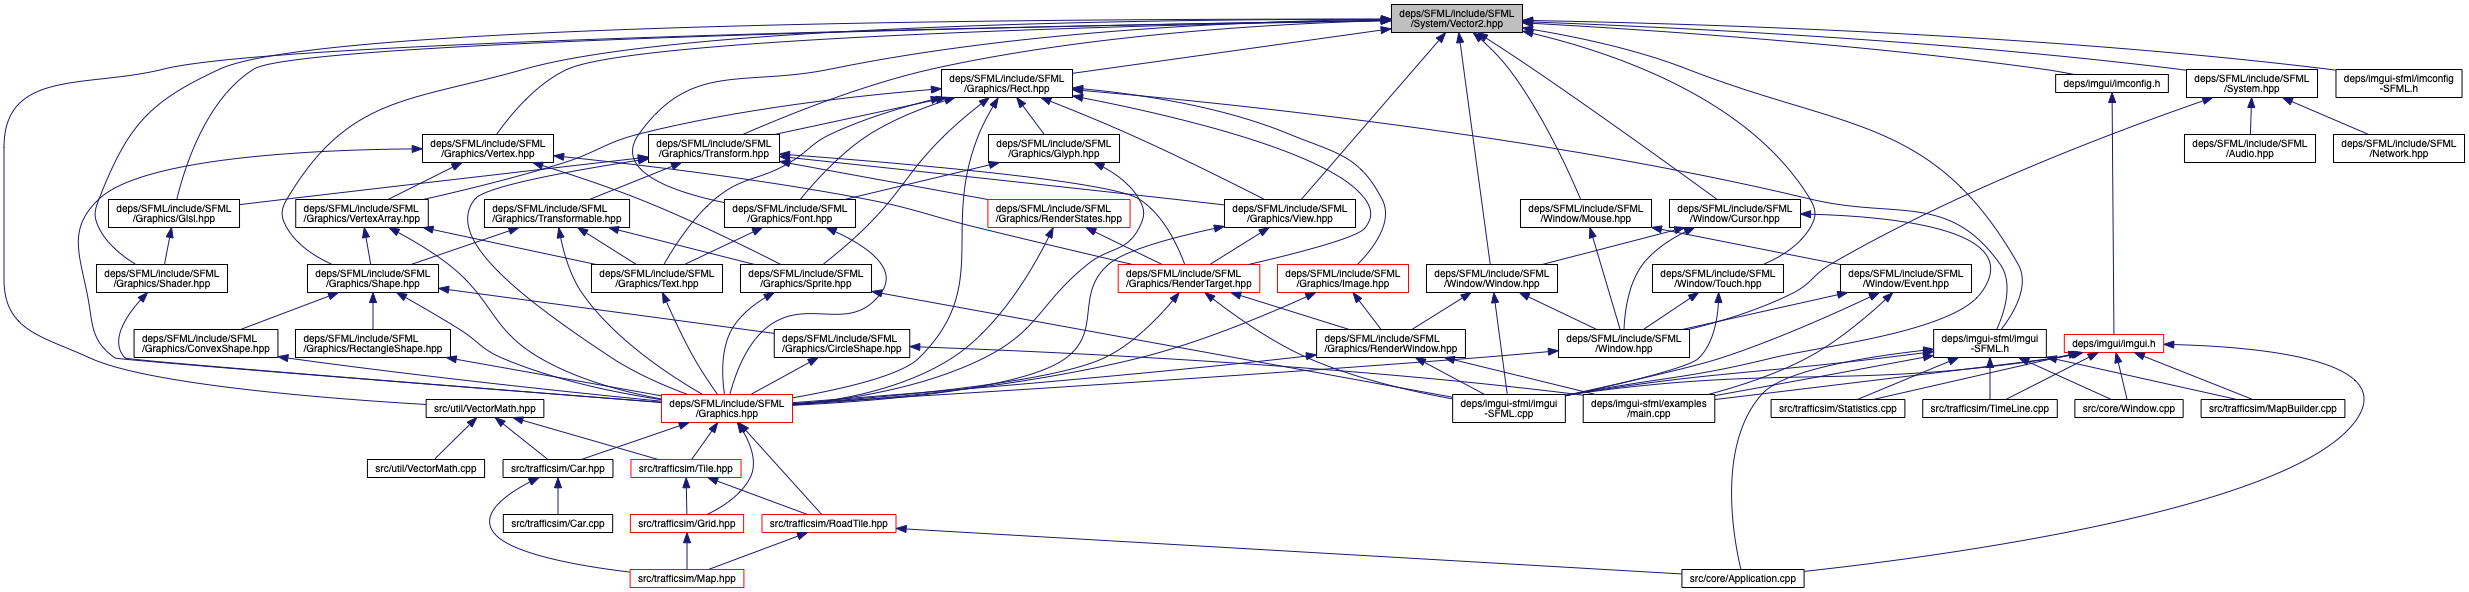 deps/SFML/include/SFML
/System/Vector2.hpp
deps/SFML/include/SFML
/Graphics/Rect.hpp
deps/imgui/imconfig.h
deps/SFML/include/SFML
/System.hpp
deps/imgui-sfml/imconfig
-SFML.h
deps/SFML/include/SFML
/Graphics/Vertex.hpp
deps/SFML/include/SFML
/Graphics/Transform.hpp
deps/SFML/include/SFML
/Graphics/Glyph.hpp
deps/SFML/include/SFML
/Audio.hpp
deps/SFML/include/SFML
/Network.hpp
deps/SFML/include/SFML
/Graphics/Glsl.hpp
deps/SFML/include/SFML
/Graphics/VertexArray.hpp
deps/SFML/include/SFML
/Graphics/Transformable.hpp
deps/SFML/include/SFML
/Graphics/Font.hpp
deps/SFML/include/SFML
/Graphics/RenderStates.hpp
deps/SFML/include/SFML
/Graphics/View.hpp
deps/SFML/include/SFML
/Window/Mouse.hpp
deps/SFML/include/SFML
/Window/Cursor.hpp
deps/SFML/include/SFML
/Graphics/Shader.hpp
deps/SFML/include/SFML
/Graphics/Shape.hpp
deps/SFML/include/SFML
/Graphics/Text.hpp
deps/SFML/include/SFML
/Graphics/Sprite.hpp
deps/SFML/include/SFML
/Graphics/RenderTarget.hpp
deps/SFML/include/SFML
/Graphics/Image.hpp
deps/SFML/include/SFML
/Window/Window.hpp
deps/SFML/include/SFML
/Window/Touch.hpp
deps/SFML/include/SFML
/Window/Event.hpp
deps/SFML/include/SFML
/Graphics/ConvexShape.hpp
deps/SFML/include/SFML
/Graphics/RectangleShape.hpp
deps/SFML/include/SFML
/Graphics/CircleShape.hpp
deps/SFML/include/SFML
/Graphics/RenderWindow.hpp
deps/SFML/include/SFML
/Window.hpp
deps/imgui-sfml/imgui
-SFML.h
deps/imgui/imgui.h
src/util/VectorMath.hpp
deps/SFML/include/SFML
/Graphics.hpp
deps/imgui-sfml/imgui
-SFML.cpp
deps/imgui-sfml/examples
/main.cpp
src/trafficsim/Statistics.cpp
src/trafficsim/TimeLine.cpp
src/core/Window.cpp
src/trafficsim/MapBuilder.cpp
src/util/VectorMath.cpp
src/trafficsim/Car.hpp
src/trafficsim/Tile.hpp
src/trafficsim/Car.cpp
src/trafficsim/Grid.hpp
src/trafficsim/RoadTile.hpp
src/trafficsim/Map.hpp
src/core/Application.cpp